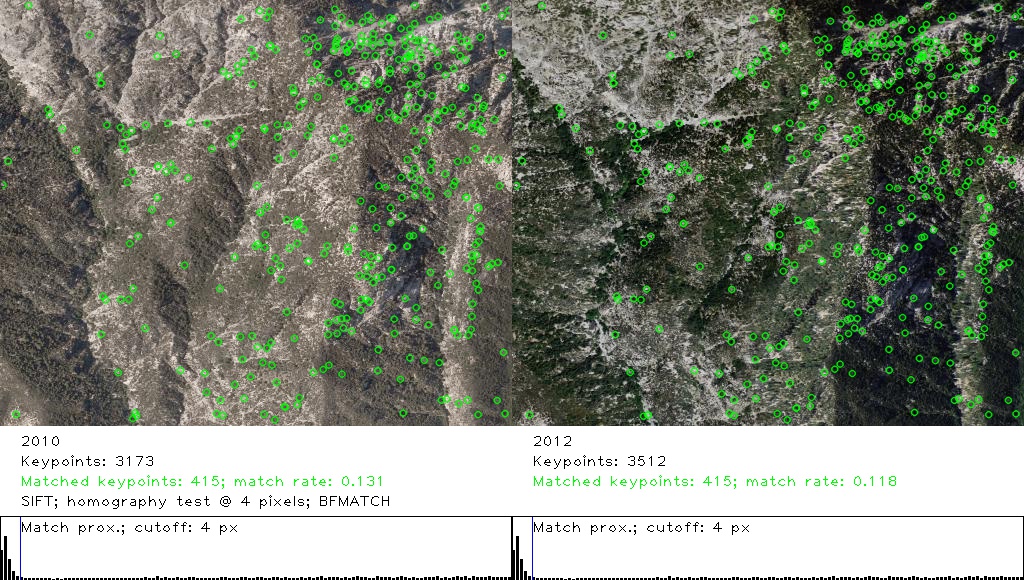 2010
Keypoints: 3173
Matched keypoints: 415; match rate: 0.131
SIFT; homography test @ 4 pixels; BFMATCH
Match prox.; cutoff: 4 px
2012
Keypoints: 3512
Matched keypoints: 415; match rate: 0.118
Match prox.; cutoff: 4 px